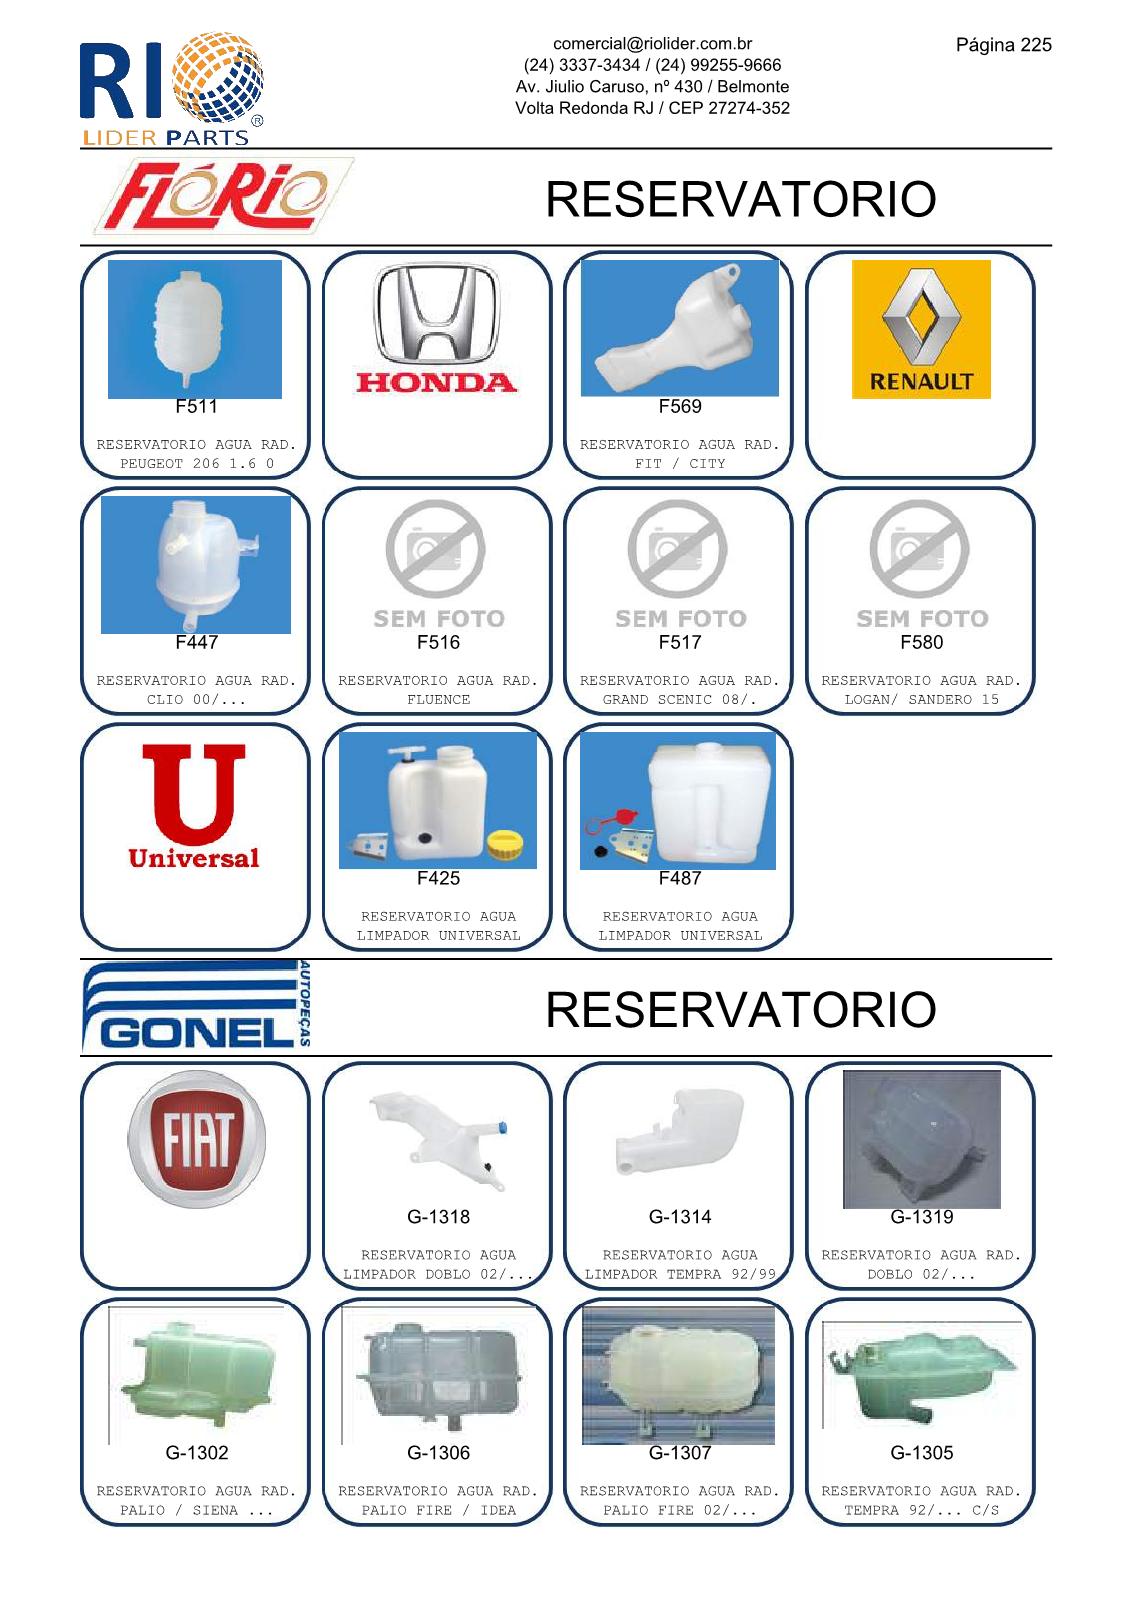 RIO
LIDER PARTS
®
comercial@riolider.com.br
(24) 3337-3434 / (24) 99255-9666
Av. Jiulio Caruso, nº 430 / Belmonte
Volta Redonda RJ / CEP 27274-352
Página 225
FLÓRIO
RESERVATORIO
F511
RESERVATORIO AGUA RAD.
PEUGEOT 206 1.6 0
HONDA
F569
RESERVATORIO AGUA RAD.
FIT / CITY
RENAULT
F447
RESERVATORIO AGUA RAD.
CLIO 00/...
SEM FOTO
F516
RESERVATORIO AGUA RAD.
FLUENCE
SEM FOTO
F517
RESERVATORIO AGUA RAD.
GRAND SCENIC 08/.
SEM FOTO
F580
RESERVATORIO AGUA RAD.
LOGAN/ SANDERO 15
U
Universal
F425
RESERVATORIO AGUA
LIMPADOR UNIVERSAL
F487
RESERVATORIO AGUA
LIMPADOR UNIVERSAL
GONEL
AUTOPEÇAS
RESERVATORIO
FIAT
G-1318
RESERVATORIO AGUA
LIMPADOR DOBLO 02/...
G-1314
RESERVATORIO AGUA
LIMPADOR TEMPRA 92/99
G-1319
RESERVATORIO AGUA RAD.
DOBLO 02/...
G-1302
RESERVATORIO AGUA RAD.
PALIO / SIENA ...
G-1306
RESERVATORIO AGUA RAD.
PALIO FIRE / IDEA
G-1307
RESERVATORIO AGUA RAD.
PALIO FIRE 02/...
G-1305
RESERVATORIO AGUA RAD.
TEMPRA 92/... C/S